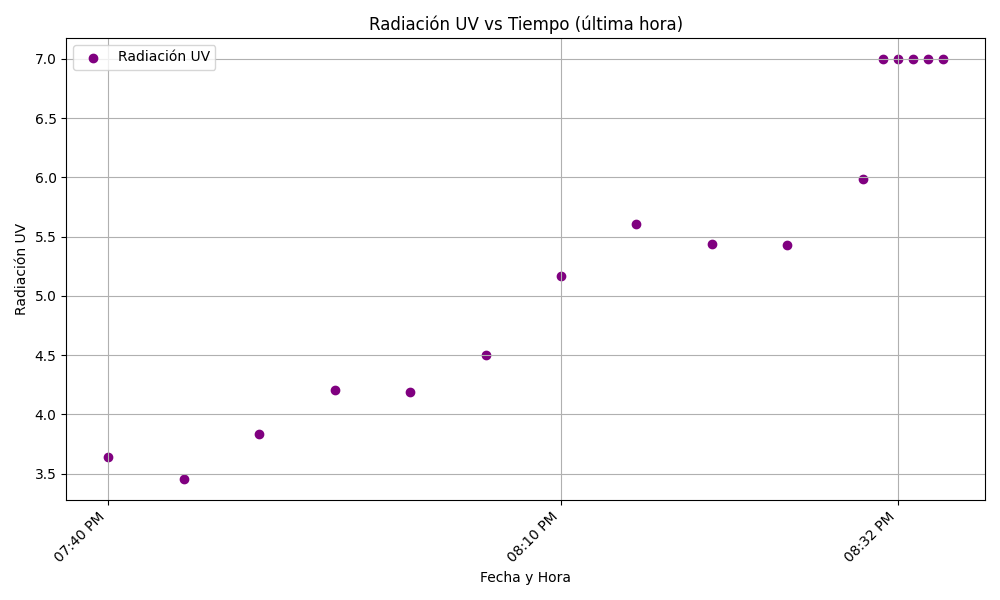 Radiación UV vs Tiempo (última hora)
Radiación UV
7.0
6.5
6.0
5.5
5.0
4.5
4.0
3.5
Radiación UV
07:40 PM
08:10 PM
08:32 PM
Fecha y Hora